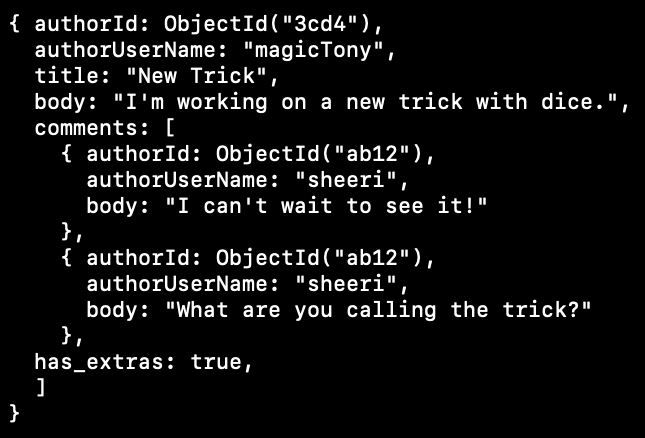 { authorId: ObjectId("3cd4"),
  authorUserName: "magicTony",
  title: "New Trick",
  body: "I'm working on a new trick with dice.",
  comments: [
    { authorId: ObjectId("ab12"),
      authorUserName: "sheeri",
      body: "I can't wait to see it!"
    },
    { authorId: ObjectId("ab12"),
      authorUserName: "sheeri",
      body: "What are you calling the trick?"
    },
  has_extras: true,
  ]
}